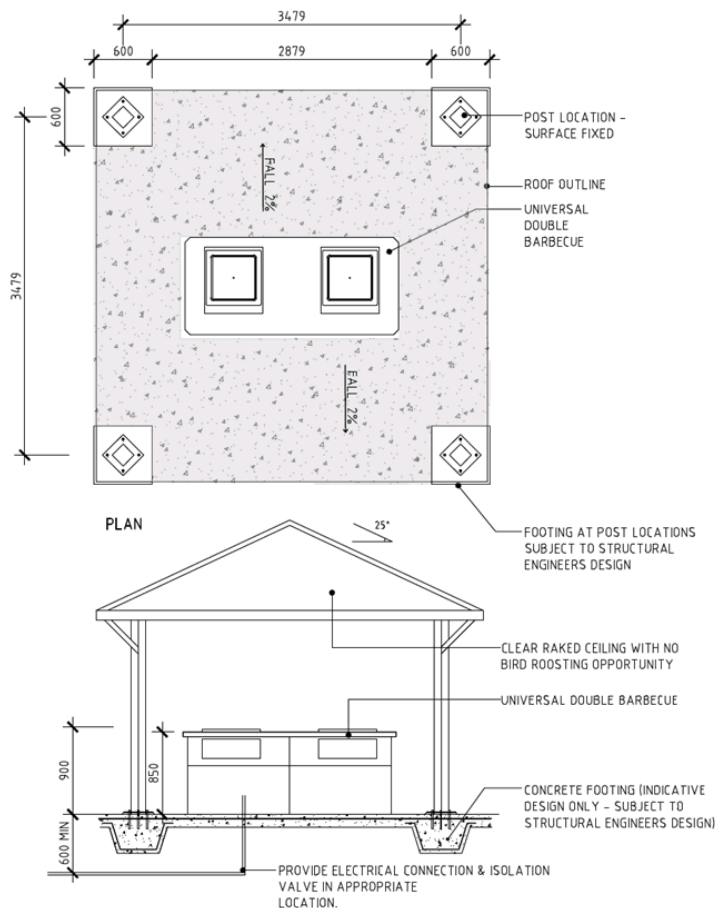 3479
600
2879
600
600
POST LOCATION -
SURFACE FIXED
FALL 2%
ROOF OUTLINE
UNIVERSAL
DOUBLE
BARBECUE
3479
FALL 2%
PLAN
25°
FOOTING AT POST LOCATIONS
SUBJECT TO STRUCTURAL
ENGINEERS DESIGN
CLEAR RAKED CEILING WITH NO
BIRD ROOSTING OPPORTUNITY
UNIVERSAL DOUBLE BARBECUE
900
850
CONCRETE FOOTING (INDICATIVE
DESIGN ONLY - SUBJECT TO
STRUCTURAL ENGINEERS DESIGN)
600 MIN
PROVIDE ELECTRICAL CONNECTION & ISOLATION
VALVE IN APPROPRIATE
LOCATION.